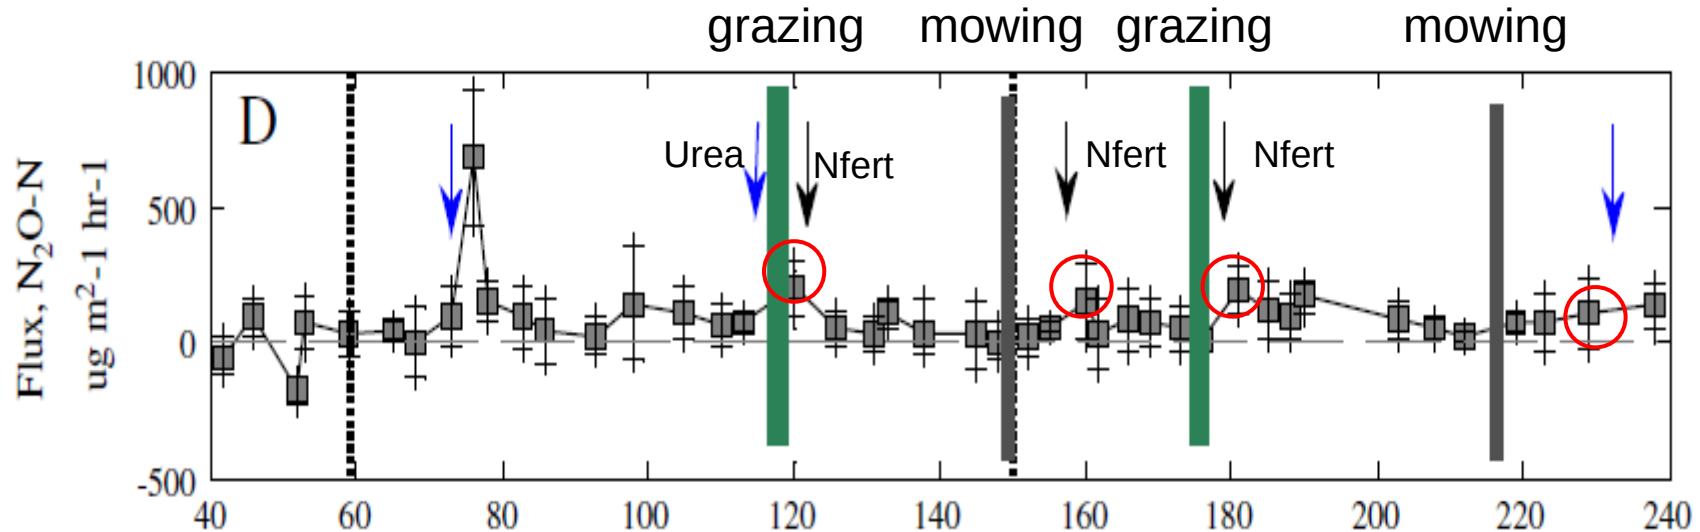 grazing mowing grazing mowing
1000
D
Urea
Nfert
Nfert
Nfert
500
0
-500
Flux, N₂O-N
ug m²-1 hr-1
40 60 80 100 120 140 160 180 200 220 240